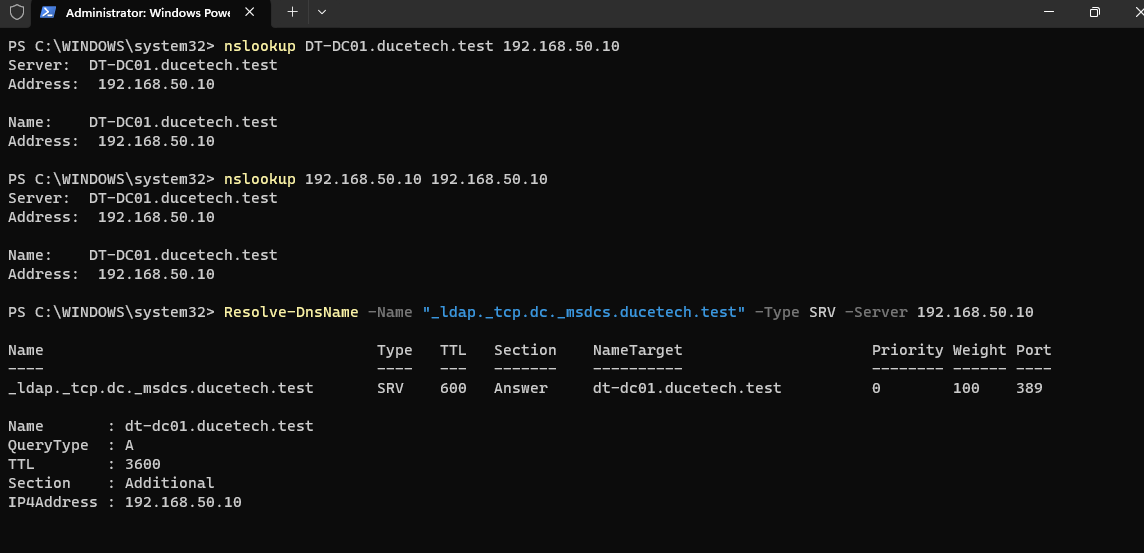 Administrator: Windows Powe
PS C:\WINDOWS\system32> nslookup DT-DC01.ducetech.test 192.168.50.10
Server:  DT-DC01.ducetech.test
Address:  192.168.50.10

Name:    DT-DC01.ducetech.test
Address:  192.168.50.10

PS C:\WINDOWS\system32> nslookup 192.168.50.10 192.168.50.10
Server:  DT-DC01.ducetech.test
Address:  192.168.50.10

Name:    DT-DC01.ducetech.test
Address:  192.168.50.10

PS C:\WINDOWS\system32> Resolve-DnsName -Name "_ldap._tcp.dc._msdcs.ducetech.test" -Type SRV -Server 192.168.50.10

Name                                     Type   TTL   Section    NameTarget                     Priority Weight Port
----                                     ----   ---   -------    ----------                     -------- ------ ----
_ldap._tcp.dc._msdcs.ducetech.test       SRV    600   Answer     dt-dc01.ducetech.test          0        100    389

Name       : dt-dc01.ducetech.test
QueryType  : A
TTL        : 3600
Section    : Additional
IP4Address : 192.168.50.10